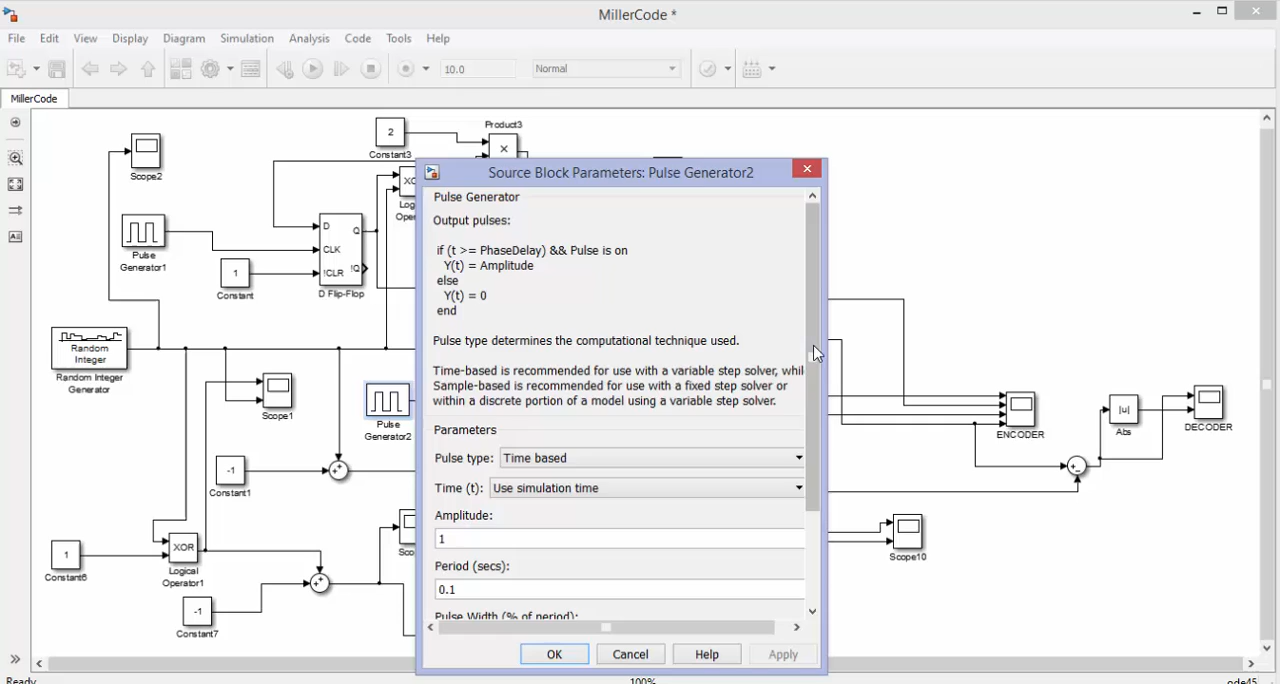 MillerCode *
File Edit View Display Diagram Simulation Analysis Code Tools Help
10.0 Normal
MillerCode
Scope2
2
Constant3
Product3
×
Pulse
Generator1
1
Constant
D
CLK
!CLR
Q
!Q
D Flip-Flop
Random
Integer
Random Integer
Generator
Scope1
Pulse
Generator2
-1
Constant1
1
Constant6
XOR
Logical
Operator1
-1
Constant7
Source Block Parameters: Pulse Generator2
Pulse Generator
Output pulses:
if (t >= PhaseDelay) && Pulse is on
Y(t) = Amplitude
else
Y(t) = 0
end
Pulse type determines the computational technique used.
Time-based is recommended for use with a variable step solver, while
Sample-based is recommended for use with a fixed step solver or
within a discrete portion of a model using a variable step solver.
Parameters
Pulse type: Time based
Time (t): Use simulation time
Amplitude:
1
Period (secs):
0.1
Pulse Width (% of period):
OK Cancel Help Apply
ENCODER
|u|
Abs
DECODER
Scope10
Ready 100% ode45